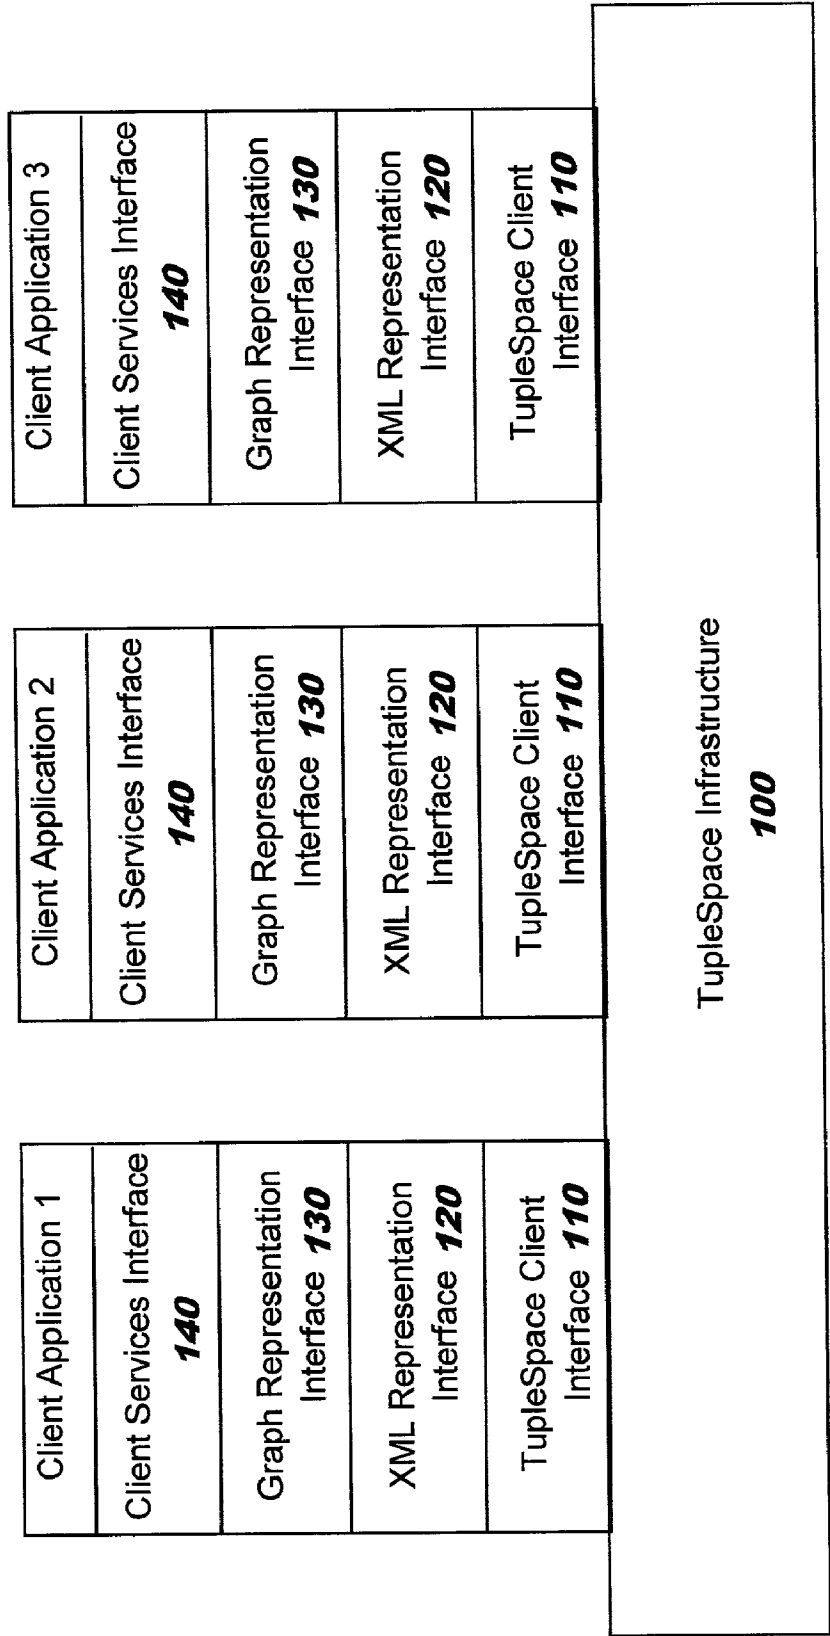 Client Application 1
Client Services Interface
140
Graph Representation
Interface 130
XML Representation
Interface 120
TupleSpace Client
Interface 110
Client Application 2
Client Services Interface
140
Graph Representation
Interface 130
XML Representation
Interface 120
TupleSpace Client
Interface 110
Client Application 3
Client Services Interface
140
Graph Representation
Interface 130
XML Representation
Interface 120
TupleSpace Client
Interface 110
TupleSpace Infrastructure
100